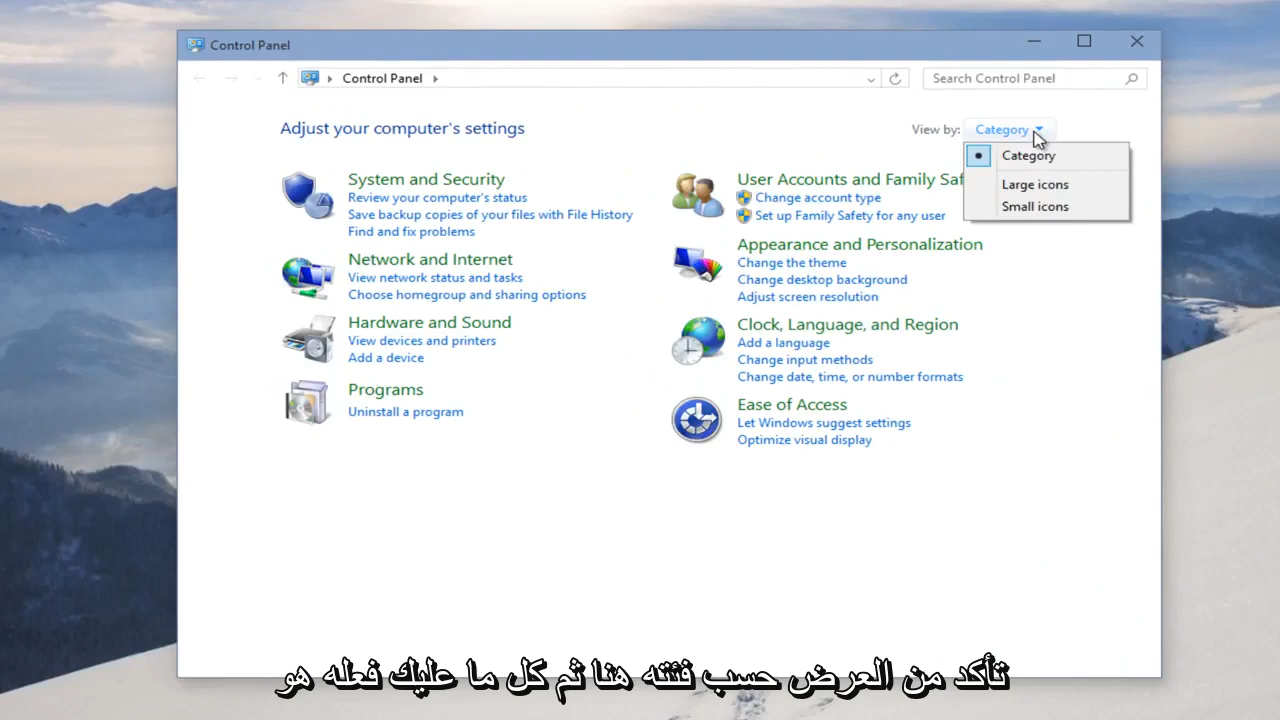 Control Panel
Control Panel
Search Control Panel
Adjust your computer's settings
View by: Category
Category
Large icons
Small icons
System and Security
Review your computer's status
Save backup copies of your files with File History
Find and fix problems
Network and Internet
View network status and tasks
Choose homegroup and sharing options
Hardware and Sound
View devices and printers
Add a device
Programs
Uninstall a program
User Accounts and Family Saf
Change account type
Set up Family Safety for any user
Appearance and Personalization
Change the theme
Change desktop background
Adjust screen resolution
Clock, Language, and Region
Add a language
Change input methods
Change date, time, or number formats
Ease of Access
Let Windows suggest settings
Optimize visual display
تأكد من العرض حسب فئته هنا ثم كل ما عليك فعله هو